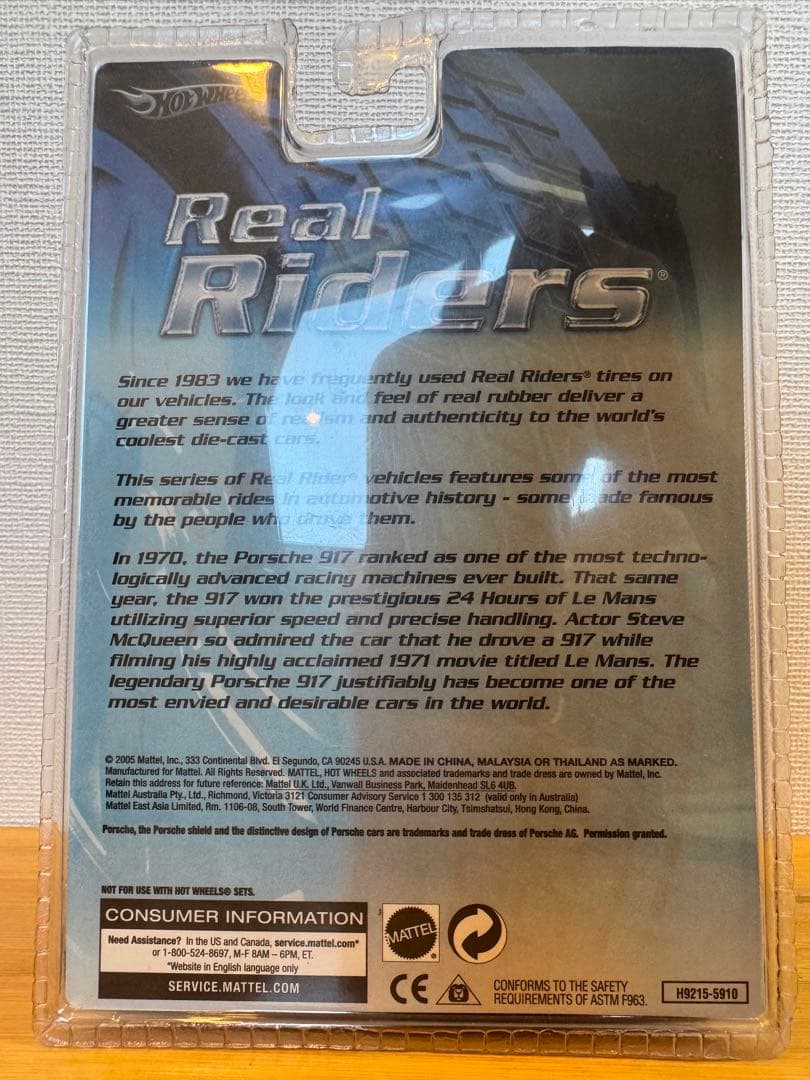 HOT WHEE
Real
Riders®
Since 1983 we have frequently used Real Riders® tires on
our vehicles. The look and feel of real rubber deliver a
greater sense of realism and authenticity to the world's
coolest die-cast cars.
This series of Real Rider® vehicles features some of the most
memorable rides in automotive history - some made famous
by the people who drove them.
In 1970, the Porsche 917 ranked as one of the most techno-
logically advanced racing machines ever built. That same
year, the 917 won the prestigious 24 Hours of Le Mans
utilizing superior speed and precise handling. Actor Steve
McQueen so admired the car that he drove a 917 while
filming his highly acclaimed 1971 movie titled Le Mans. The
legendary Porsche 917 justifiably has become one of the
most envied and desirable cars in the world.
© 2005 Mattel, Inc., 333 Continental Blvd. El Segundo, CA 90245 U.S.A. MADE IN CHINA, MALAYSIA OR THAILAND AS MARKED.
Manufactured for Mattel. All Rights Reserved. MATTEL, HOT WHEELS and associated trademarks and trade dress are owned by Mattel, Inc.
Retain this address for future reference: Mattel U.K. Ltd., Vanwall Business Park, Maidenhead SL6 4UB.
Mattel Australia Pty., Ltd., Richmond, Victoria 3121 Consumer Advisory Service 1 300 135 312 (valid only in Australia)
Mattel East Asia Limited, Rm. 1106-08, South Tower, World Finance Centre, Harbour City, Tsimshatsui, Hong Kong, China.
Porsche, the Porsche shield and the distinctive design of Porsche cars are trademarks and trade dress of Porsche AG. Permission granted.
NOT FOR USE WITH HOT WHEELS® SETS.
CONSUMER INFORMATION
Need Assistance? In the US and Canada, service.mattel.com*
or 1-800-524-8697, M-F 8AM – 6PM, ET.
*Website in English language only
SERVICE.MATTEL.COM
MATTEL
CE
CONFORMS TO THE SAFETY
REQUIREMENTS OF ASTM F963.
H9215-5910